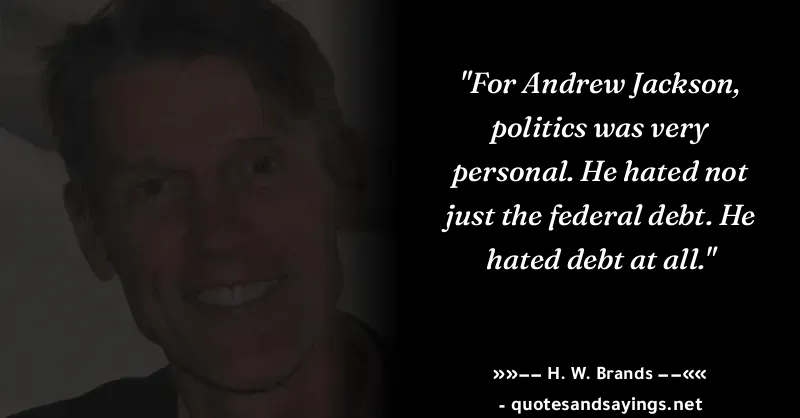 "For Andrew Jackson,
politics was very
personal. He hated not
just the federal debt. He
hated debt at all."
»»−− H. W. Brands −−««
- quotesandsayings.net